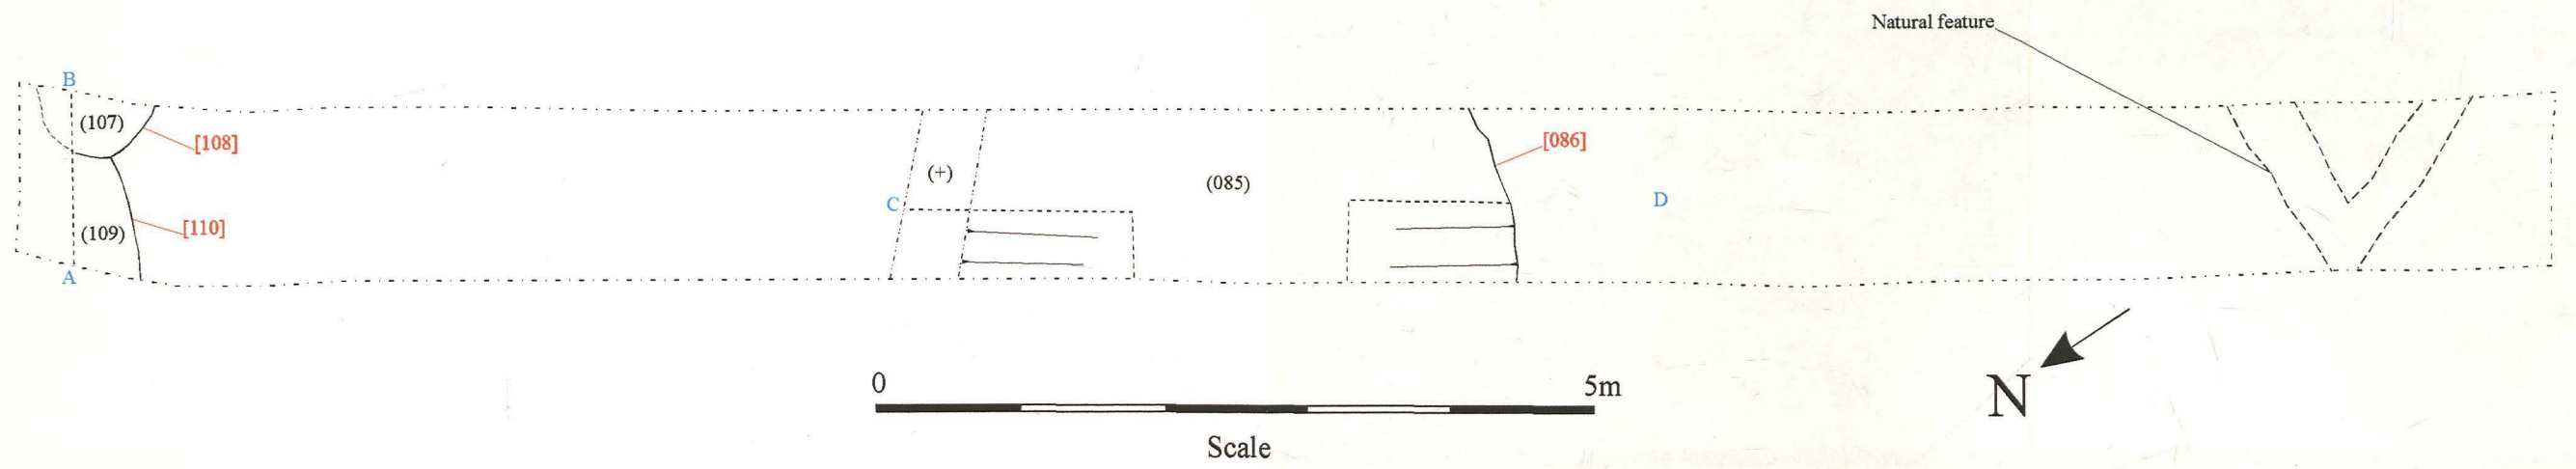 Natural feature
B
(107)
[108]
[086]
(+)
(085)
C
D
[110]
(109)
A
0
5m
N
Scale